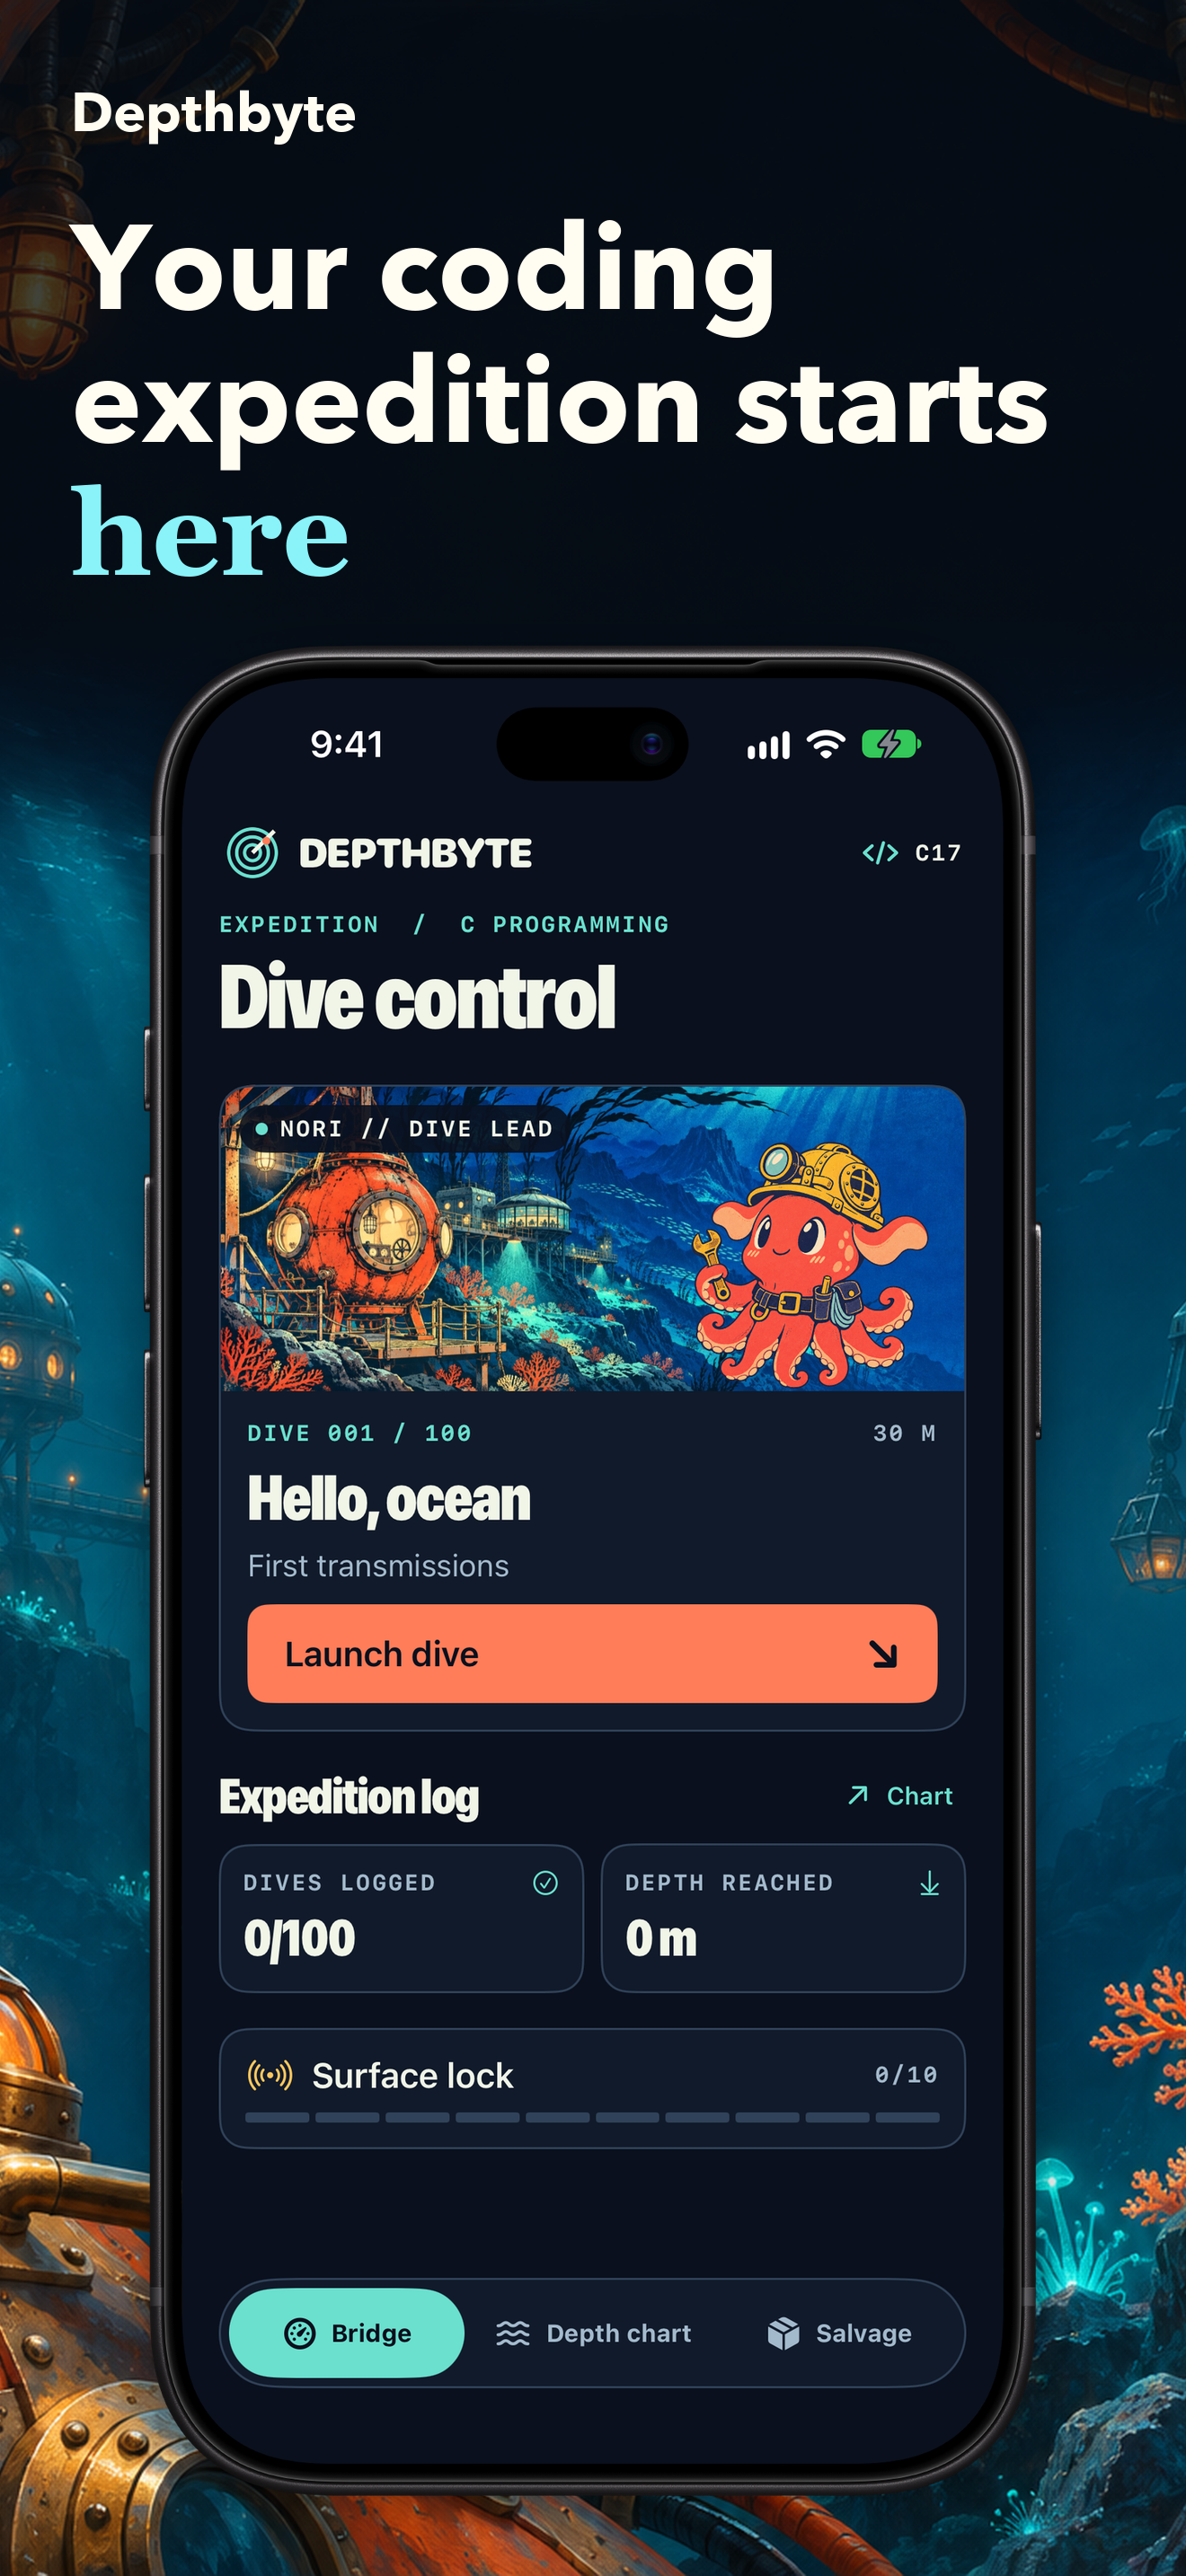 Depthbyte
Your coding
expedition starts
here
9:41
DEPTHBYTE
</> C17
EXPEDITION / C PROGRAMMING
Dive control
NORI // DIVE LEAD
DIVE 001 / 100
30 M
Hello, ocean
First transmissions
Launch dive
Expedition log
Chart
DIVES LOGGED
0/100
DEPTH REACHED
0 m
Surface lock
0/10
Bridge
Depth chart
Salvage